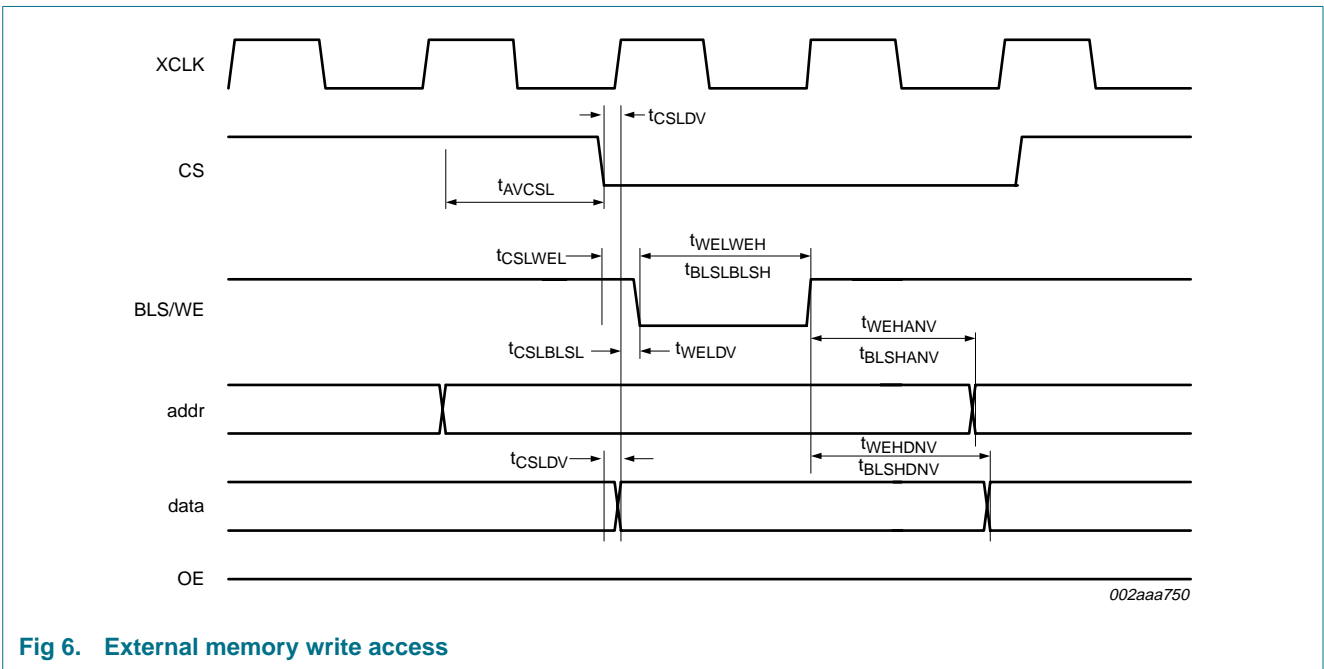 XCLK
tCSLDV
CS
tAVCSL
tCSLWEL
tWELWEH
tBLSLBLSH
BLS/WE
tWEHANV
tCSLBLSL
tWELDV
tBLSHANV
addr
tWEHDNV
tCSLDV
tBLSHDNV
data
OE
002aaa750
Fig 6. External memory write access